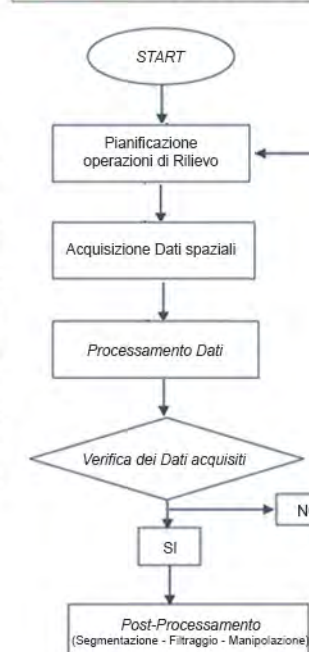 START
Pianificazione
operazioni di Rilievo
Acquisizione Dati spaziali
Processamento Dati
Verifica dei Dati acquisiti
SI
Post-Processamento
(Segmentazione - Filtraggio - Manipolazione)